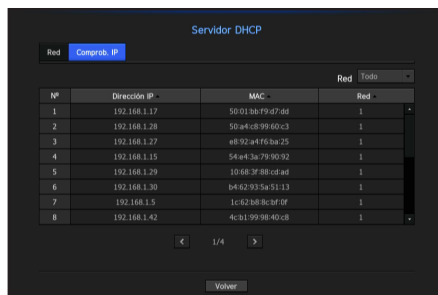 Servidor DHCP
Red Comprob. IP
Red Todo
Nº Dirección IP MAC Red
1 192.168.1.17 50:01:bb:f9:d7:dd 1
2 192.168.1.28 50:a4:c8:99:60:c3 1
3 192.168.1.27 e8:92:a4:f6:ba:25 1
4 192.168.1.15 54:e4:3a:79:90:92 1
5 192.168.1.29 10:68:3f:88:cd:ad 1
6 192.168.1.30 b4:62:93:5a:51:13 1
7 192.168.1.5 1c:62:b8:8c:bf:0f 1
8 192.168.1.42 4c:b1:99:98:40:c8 1
< 1/4 >
Volver